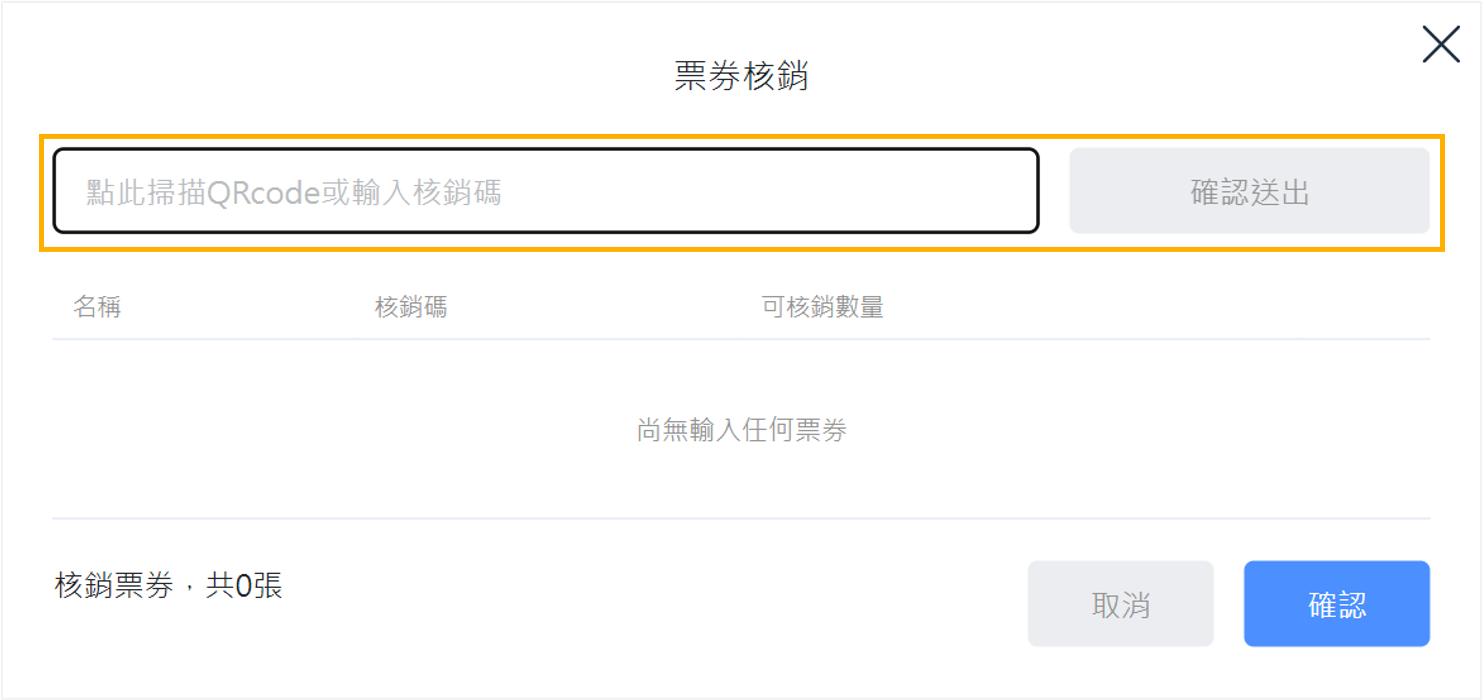 票券核銷
點此掃描QRcode或輸入核銷碼 確認送出
名稱 核銷碼 可核銷數量
尚無輸入任何票券
核銷票券，共0張
取消 確認